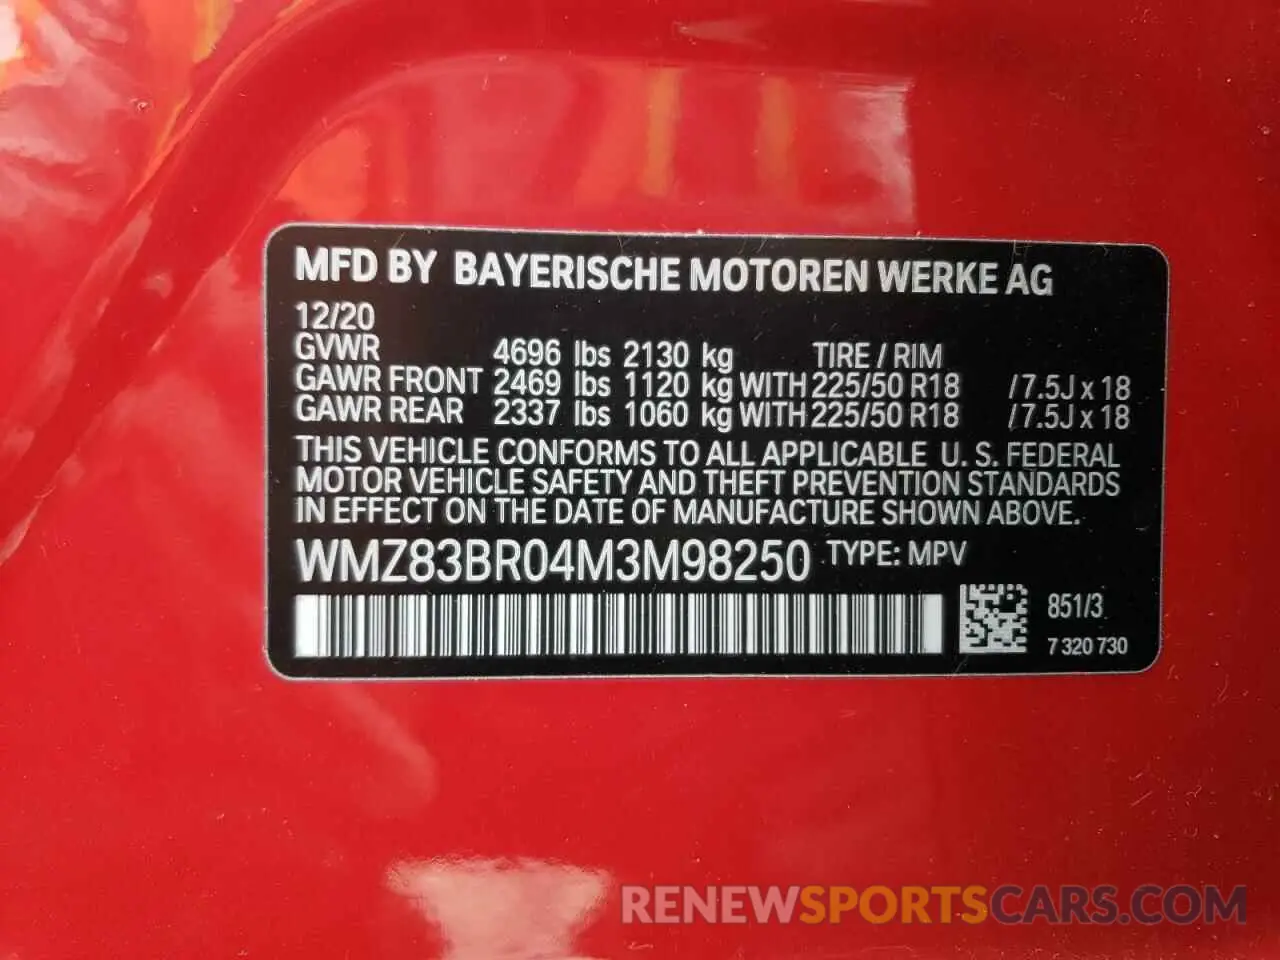 MFD BY BAYERISCHE MOTOREN WERKE AG
12/20
GVWR 4696 lbs 2130 kg TIRE / RIM
GAWR FRONT 2469 lbs 1120 kg WITH 225/50 R18 / 7.5J x 18
GAWR REAR 2337 lbs 1060 kg WITH 225/50 R18 / 7.5J x 18
THIS VEHICLE CONFORMS TO ALL APPLICABLE U. S. FEDERAL
MOTOR VEHICLE SAFETY AND THEFT PREVENTION STANDARDS
IN EFFECT ON THE DATE OF MANUFACTURE SHOWN ABOVE.
WMZ83BR04M3M98250 TYPE: MPV
851/3
7 320 730
RENEWSPORTSCARS.COM